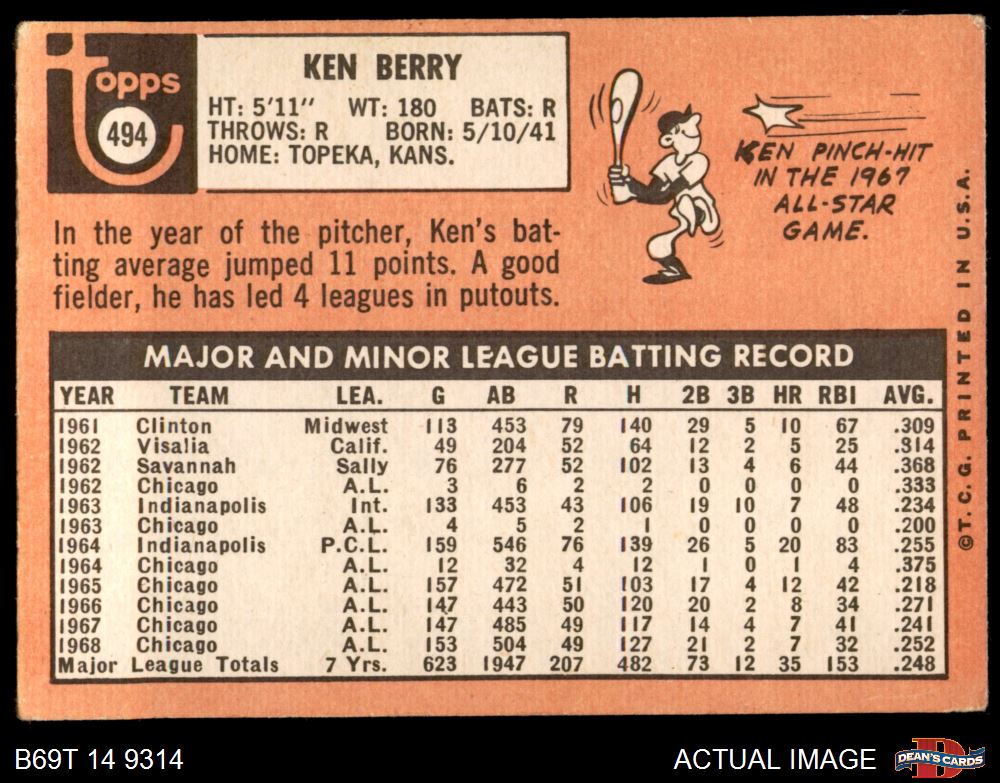 topps
494
KEN BERRY
HT: 5'11" WT: 180 BATS: R
THROWS: R BORN: 5/10/41
HOME: TOPEKA, KANS.
In the year of the pitcher, Ken's bat-
ting average jumped 11 points. A good
fielder, he has led 4 leagues in putouts.
KEN PINCH-HIT
IN THE 1967
ALL-STAR
GAME.
©T.C.G. PRINTED IN U.S.A.
MAJOR AND MINOR LEAGUE BATTING RECORD
YEAR TEAM LEA. G AB R H 2B 3B HR RBI AVG.
1961 Clinton Midwest 113 453 79 140 29 5 10 67 .309
1962 Visalia Calif. 49 204 52 64 12 2 5 25 .314
1962 Savannah Sally 76 277 52 102 13 4 6 44 .368
1962 Chicago A.L. 3 6 2 2 0 0 0 0 .333
1963 Indianapolis Int. 133 453 43 106 19 10 7 48 .234
1963 Chicago A.L. 4 5 2 1 0 0 0 0 .200
1964 Indianapolis P.C.L. 159 546 76 139 26 5 20 83 .255
1964 Chicago A.L. 12 32 4 12 1 0 1 4 .375
1965 Chicago A.L. 157 472 51 103 17 4 12 42 .218
1966 Chicago A.L. 147 443 50 120 20 2 8 34 .271
1967 Chicago A.L. 147 485 49 117 14 4 7 41 .241
1968 Chicago A.L. 153 504 49 127 21 2 7 32 .252
Major League Totals 7 Yrs. 623 1947 207 482 73 12 35 153 .248
B69T 14 9314
ACTUAL IMAGE
D
DEAN'S CARDS